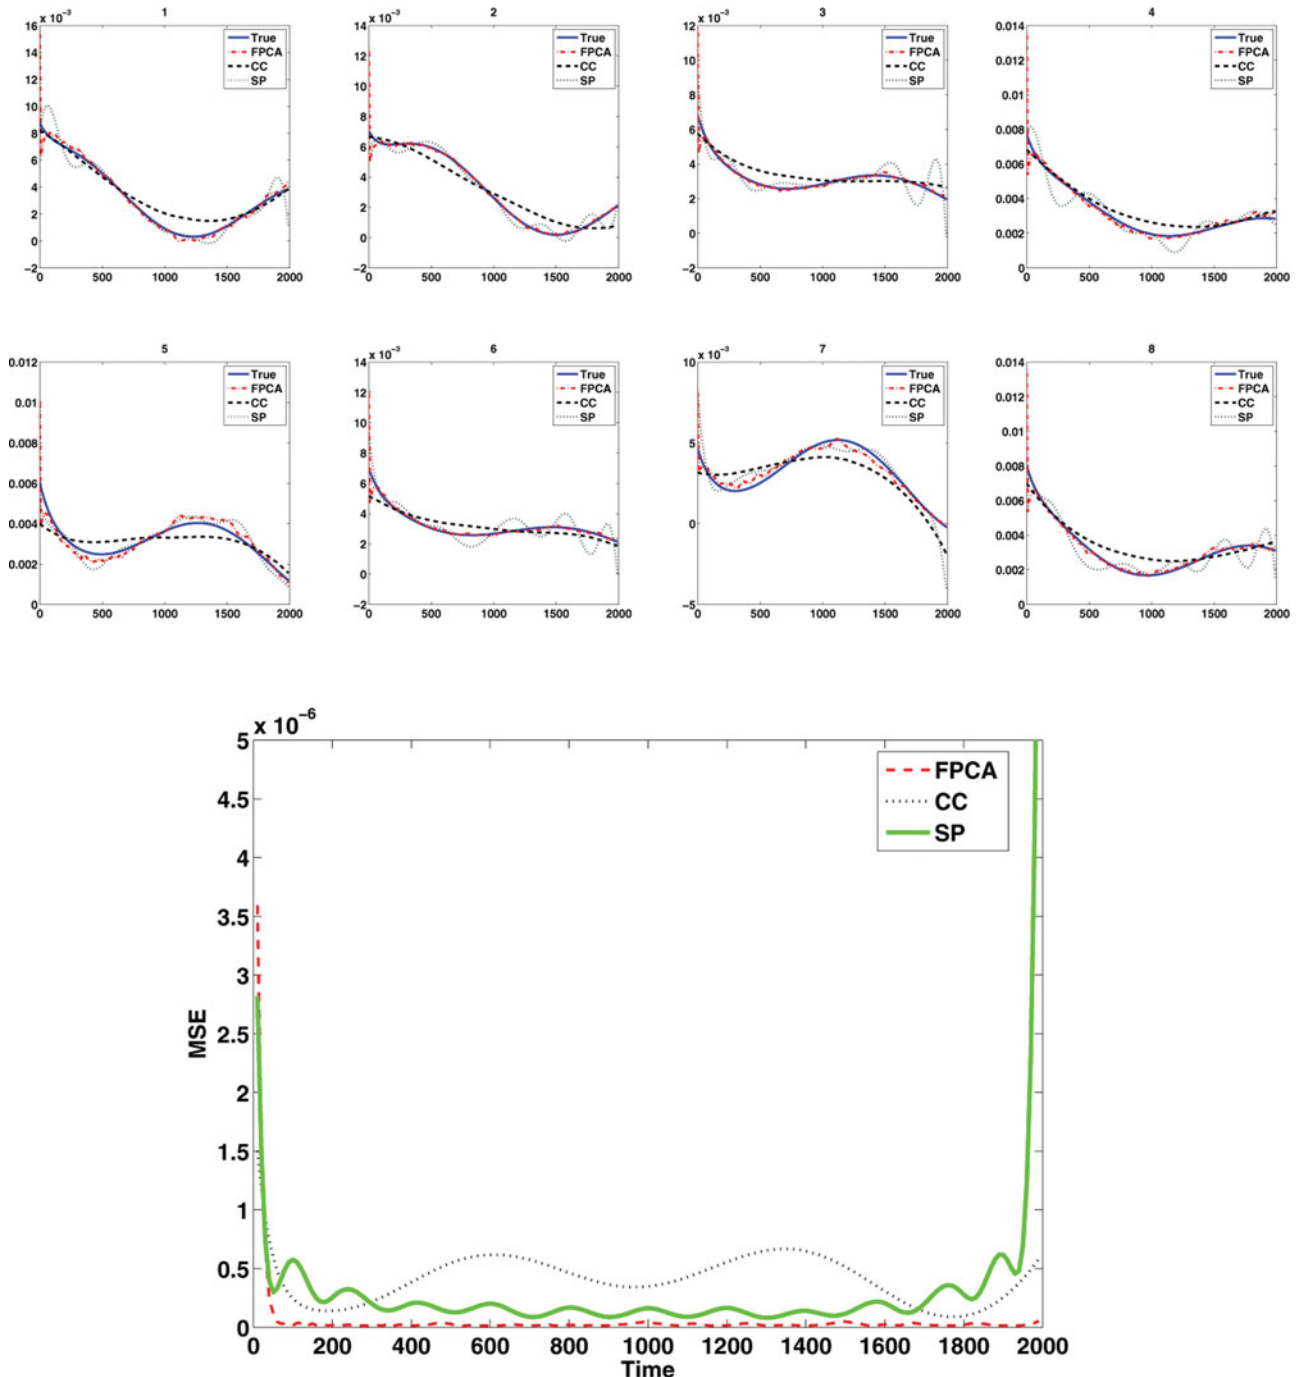 1
x 10⁻³
16
14
12
10
8
6
4
2
0
−2
0 500 1000 1500 2000
True
FPCA
CC
SP
2
x 10⁻³
14
12
10
8
6
4
2
0
−2
0 500 1000 1500 2000
True
FPCA
CC
SP
3
x 10⁻³
12
10
8
6
4
2
0
−2
0 500 1000 1500 2000
True
FPCA
CC
SP
4
0.014
0.012
0.01
0.008
0.006
0.004
0.002
0
0 500 1000 1500 2000
True
FPCA
CC
SP
5
0.012
0.01
0.008
0.006
0.004
0.002
0
0 500 1000 1500 2000
True
FPCA
CC
SP
6
x 10⁻³
14
12
10
8
6
4
2
0
−2
0 500 1000 1500 2000
True
FPCA
CC
SP
7
x 10⁻³
10
5
0
−5
0 500 1000 1500 2000
True
FPCA
CC
SP
8
0.014
0.012
0.01
0.008
0.006
0.004
0.002
0
0 500 1000 1500 2000
True
FPCA
CC
SP
x 10⁻⁶
5
4.5
4
3.5
3
2.5
2
1.5
1
0.5
0
MSE
FPCA
CC
SP
0 200 400 600 800 1000 1200 1400 1600 1800 2000
Time